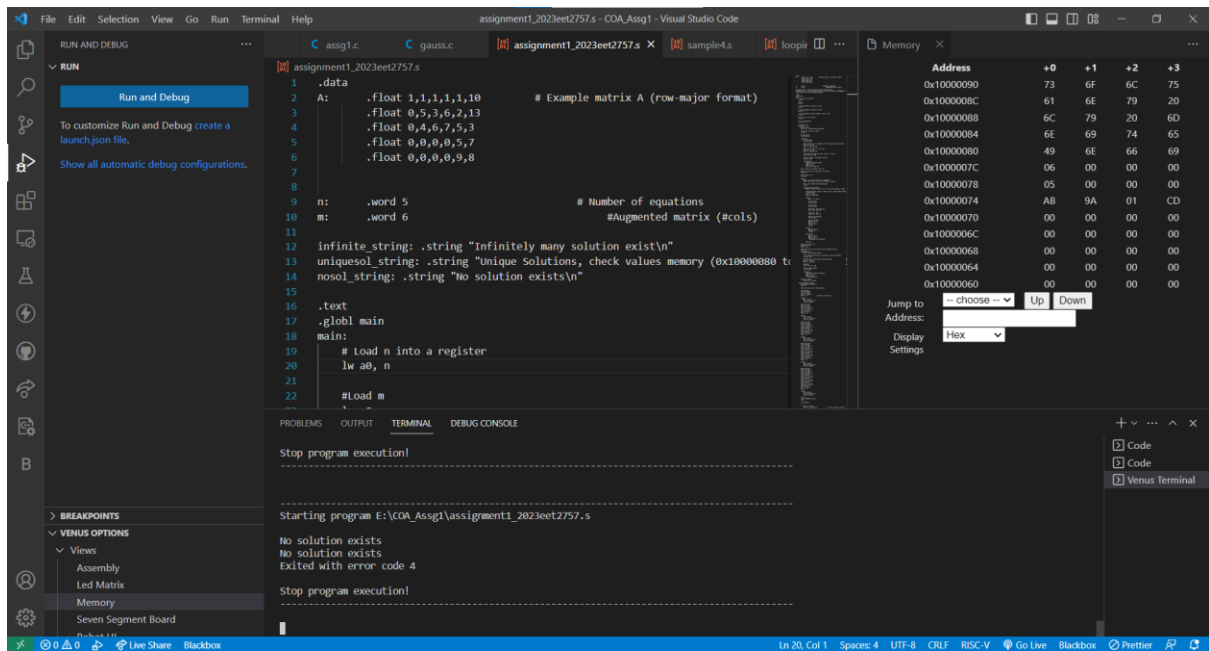 File Edit Selection View Go Run Terminal Help
assignment1_2023eet2757.s - COA_Assg1 - Visual Studio Code
RUN AND DEBUG
RUN
Run and Debug
To customize Run and Debug create a
launch.json file.
Show all automatic debug configurations.
BREAKPOINTS
VENUS OPTIONS
Views
Assembly
Led Matrix
Memory
Seven Segment Board
Robot UI
assg1.c gauss.c assignment1_2023eet2757.s sample4.s
assignment1_2023eet2757.s
1 .data
2 A: .float 1,1,1,1,1,10 # Example matrix A (row-major format)
3 .float 0,5,3,6,2,13
4 .float 0,4,6,7,5,3
5 .float 0,0,0,0,5,7
6 .float 0,0,0,0,9,8
7
8
9 n: .word 5 # Number of equations
10 m: .word 6 #Augmented matrix (#cols)
11
12 infinite_string: .string "Infinitely many solution exist\n"
13 uniquesol_string: .string "Unique Solutions, check values memory (0x10000080 to
14 nosol_string: .string "No solution exists\n"
15
16 .text
17 .globl main
18 main:
19 # Load n into a register
20 lw a0, n
21
22 #Load m
Memory
Address +0 +1 +2 +3
0x10000090 73 6F 6C 75
0x1000008C 61 6E 79 20
0x10000088 6C 79 20 6D
0x10000084 6E 69 74 65
0x10000080 49 6E 66 69
0x1000007C 06 00 00 00
0x10000078 05 00 00 00
0x10000074 AB 9A 01 CD
0x10000070 00 00 00 00
0x1000006C 00 00 00 00
0x10000068 00 00 00 00
0x10000064 00 00 00 00
0x10000060 00 00 00 00
Jump to -- choose -- Up Down
Address:
Display Hex
Settings
PROBLEMS OUTPUT TERMINAL DEBUG CONSOLE
Stop program execution!
--------------------------------------------------------------------------------
--------------------------------------------------------------------------------
Starting program E:\COA_Assg1\assignment1_2023eet2757.s
No solution exists
No solution exists
Exited with error code 4
Stop program execution!
--------------------------------------------------------------------------------
Code
Code
Venus Terminal
0 0 Live Share Blackbox
Ln 20, Col 1 Spaces: 4 UTF-8 CRLF RISC-V Go Live Blackbox Prettier